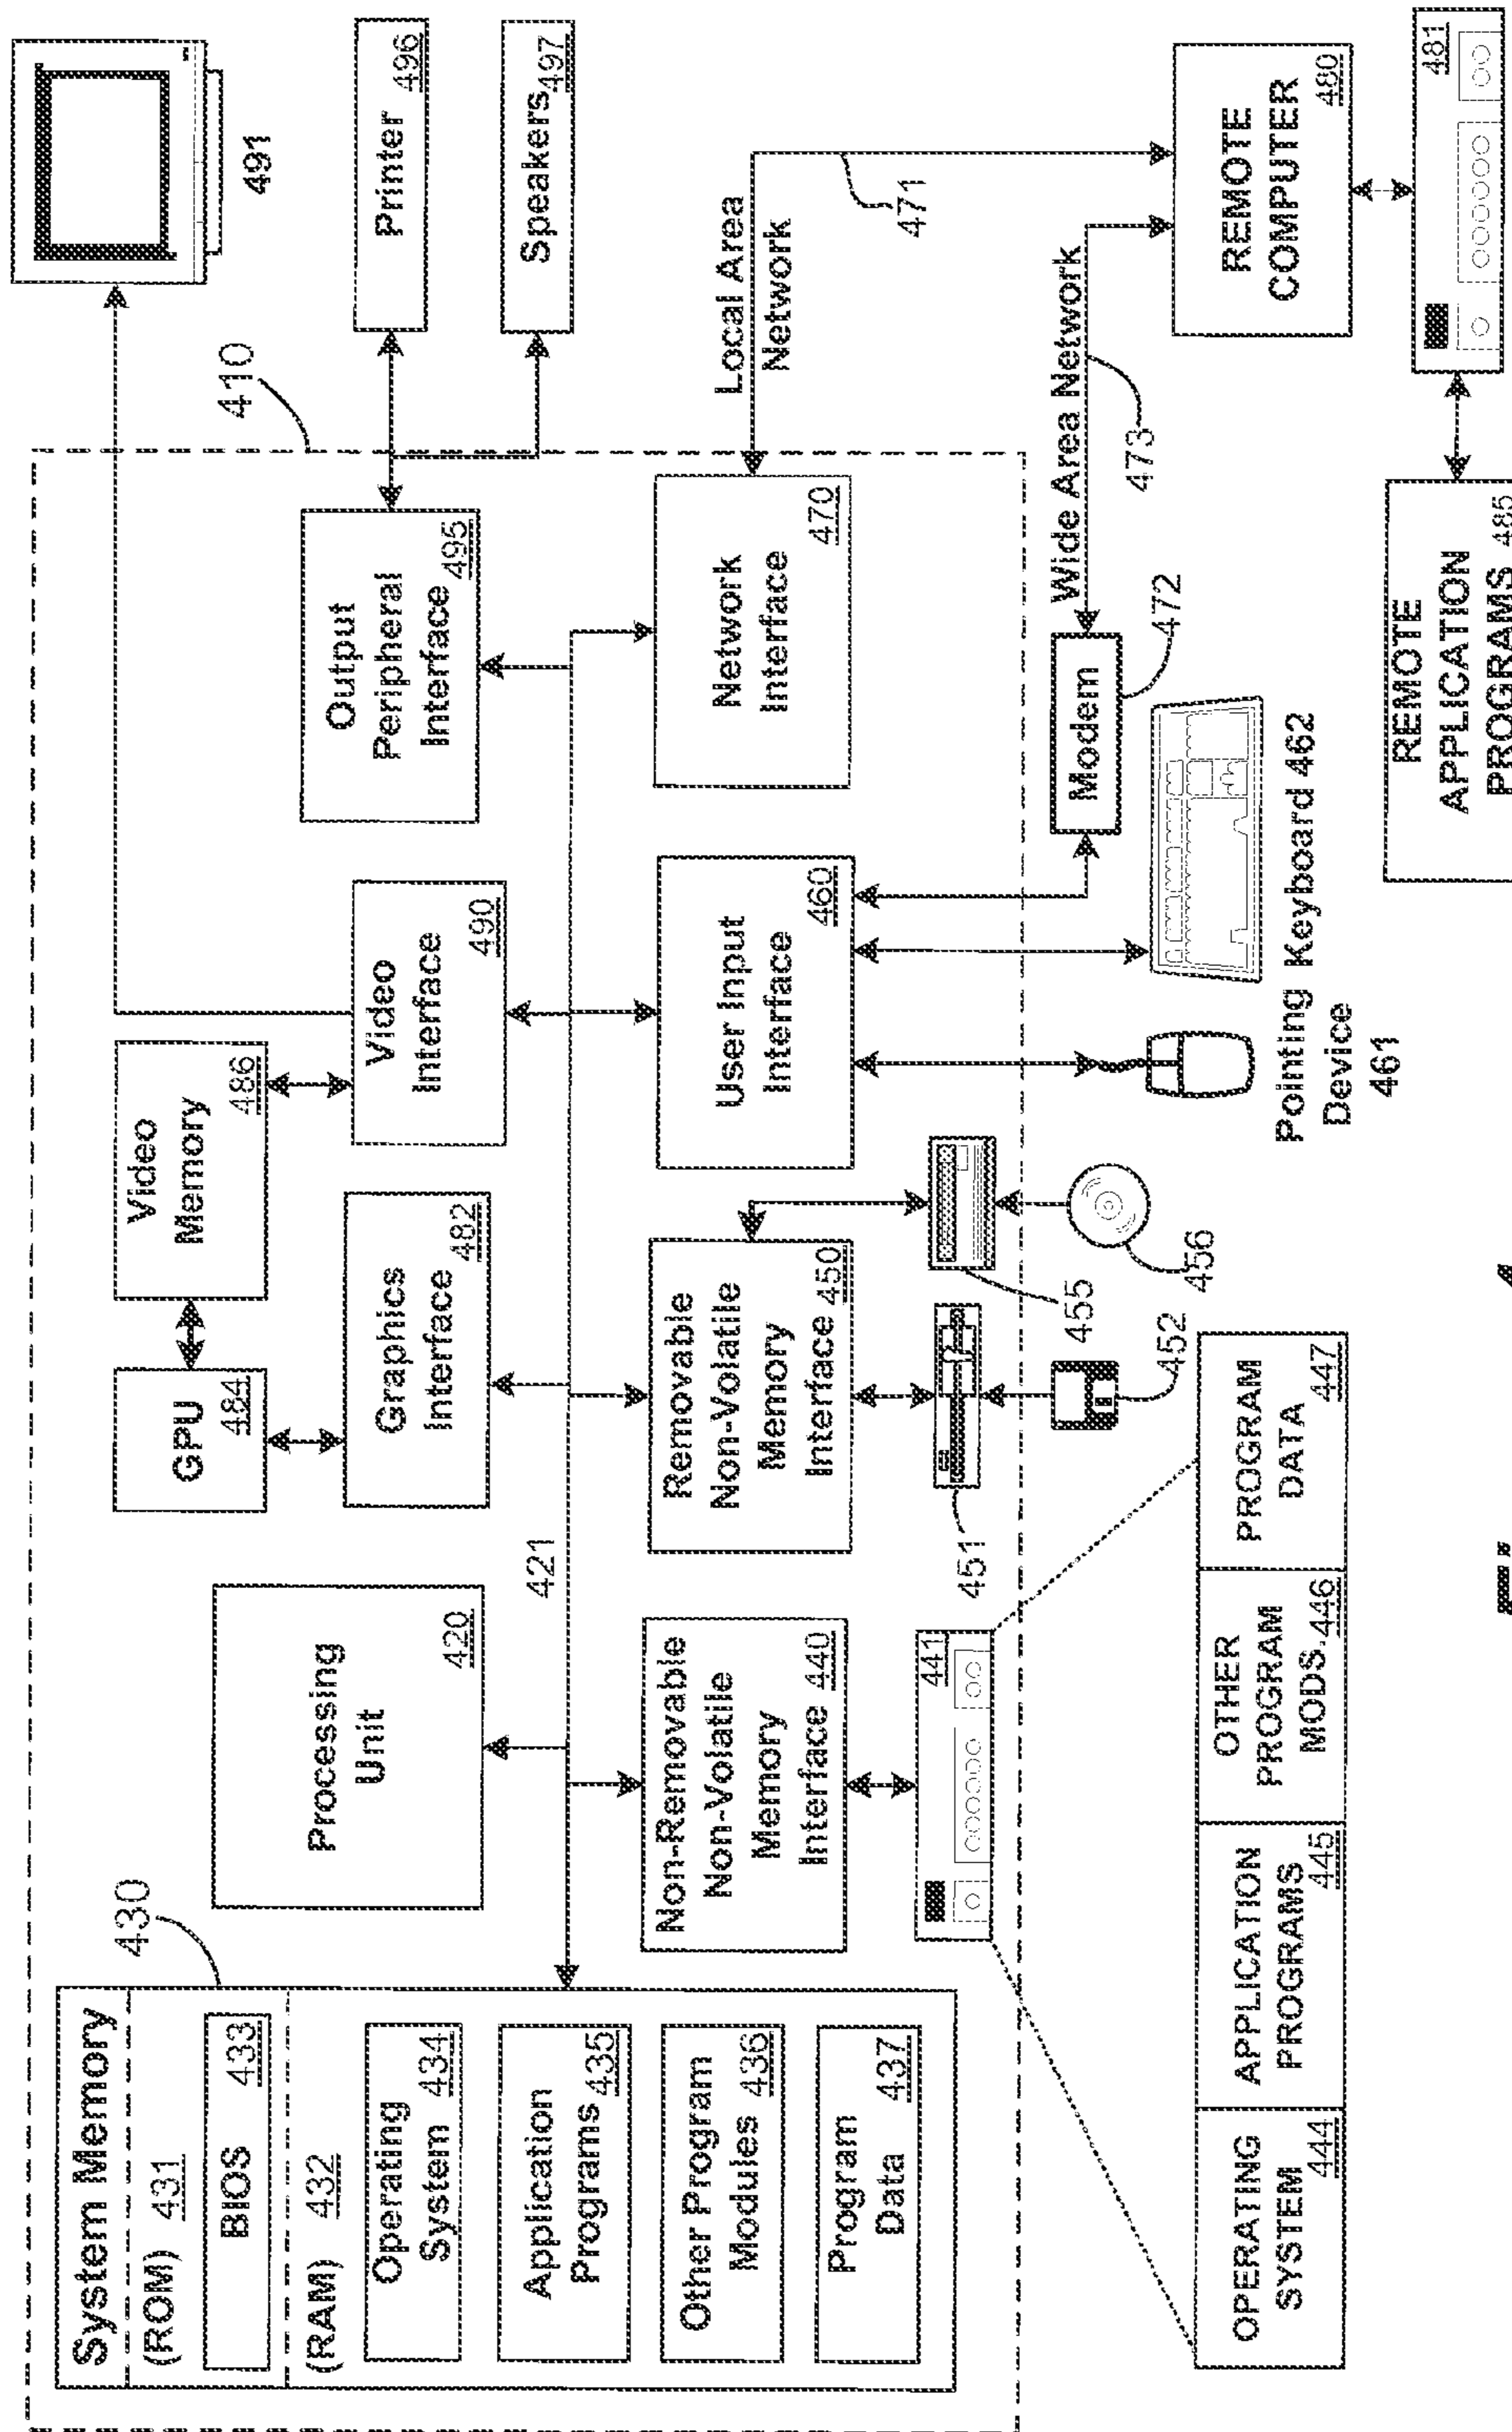 System Memory
(ROM) 431
BIOS 433
(RAM) 432
Operating
System 434
Application
Programs 435
Other Program
Modules 436
Program
Data 437
430
Processing
Unit
420
421
GPU
484
Video
Memory
486
Graphics
Interface
482
Video
Interface
490
Output
Peripheral
Interface 495
410
491
Printer
496
Speakers
497
Non-Removable
Non-Volatile
Memory
Interface 440
Removable
Non-Volatile
Memory
Interface 450
User Input
Interface
460
Network
Interface
470
Local Area
Network
471
Wide Area Network
473
Modem
472
441
451
452
455
456
Pointing
Device
461
Keyboard 462
REMOTE
COMPUTER
480
481
REMOTE
APPLICATION
PROGRAMS 485
OPERATING
SYSTEM
444
APPLICATION
PROGRAMS
445
OTHER
PROGRAM
MODS. 446
PROGRAM
DATA
447